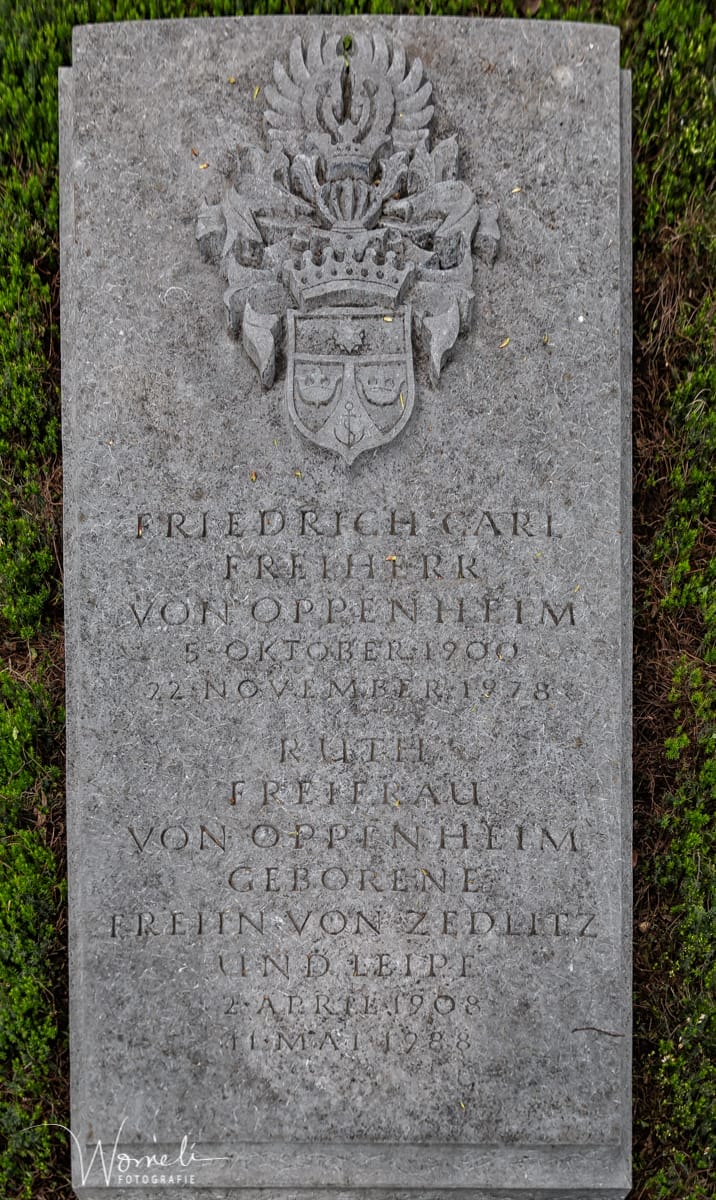 FRIEDRICH·CARL
FREIHERR
VON·OPPENHEIM
5·OKTOBER·1900
22·NOVEMBER·1978
RUTH
FREIFRAU
VON·OPPENHEIM
GEBORENE
FREIIN·VON·ZEDLITZ
UND·LEIPE
2·APRIL·1908
11·MAI·1988
Womelì
FOTOGRAFIE